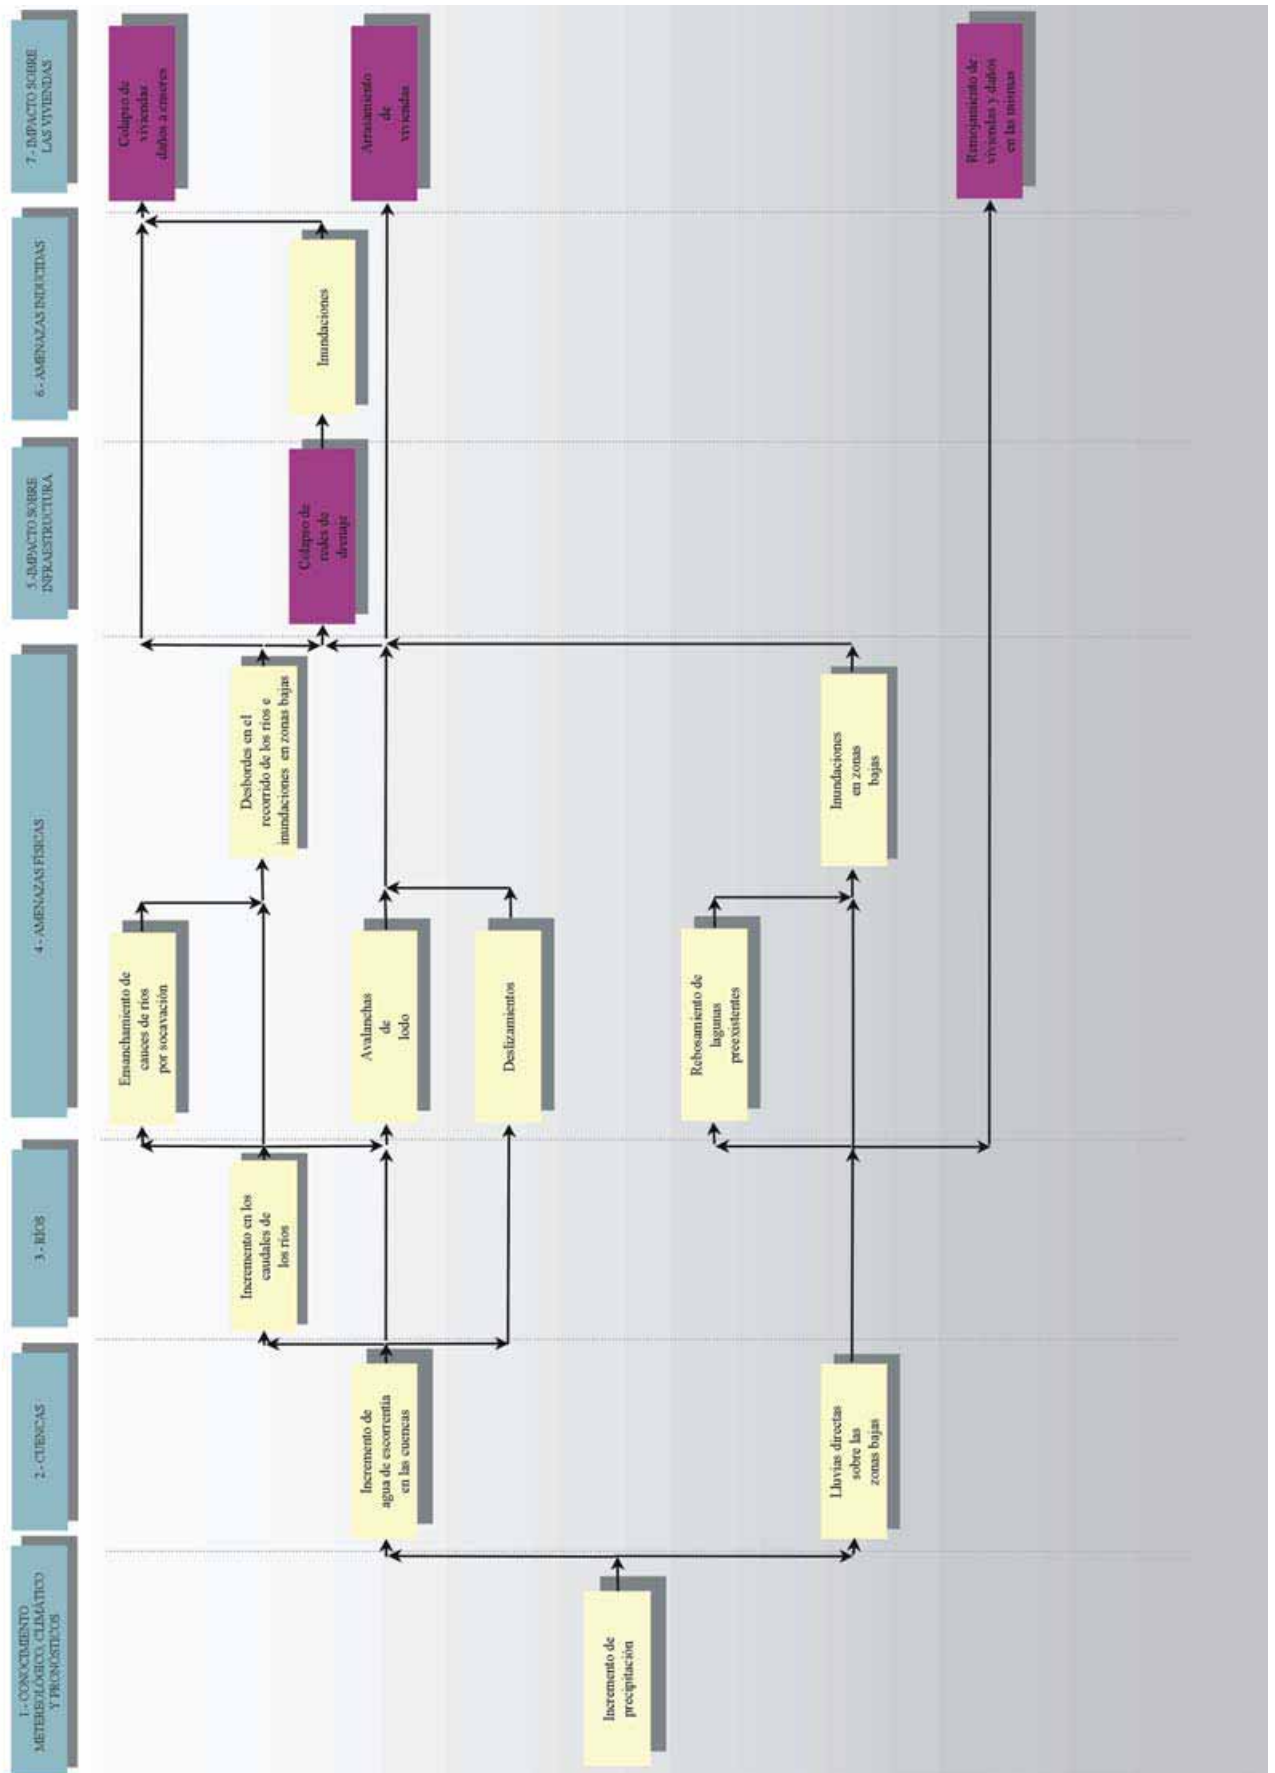 1 - CONOCIMIENTO
METEREOLÓGICO, CLIMÁTICO
Y PRONÓSTICOS
2 - CUENCAS
3 - RÍOS
4 - AMENAZAS FÍSICAS
5 -IMPACTO SOBRE
INFRAESTRUCTURA
6 - AMENAZAS INDUCIDAS
7 - IMPACTO SOBRE
LAS VIVIENDAS
Incremento de
precipitación
Incremento de
agua de escorrentía
en las cuencas
Lluvias directas
sobre las
zonas bajas
Incremento en los
caudales de
los ríos
Ensanchamiento de
cauces de ríos
por socavación
Avalanchas
de
lodo
Deslizamientos
Rebosamiento de
lagunas
preexistentes
Desbordes en el
recorrido de los ríos e
inundaciones en zonas bajas
Inundaciones
en zonas
bajas
Colapso de
redes de
drenaje
Inundaciones
Colapso de
viviendas
daños a enseres
Arrasamiento
de
viviendas
Remojamiento de
viviendas y daños
en las mismas